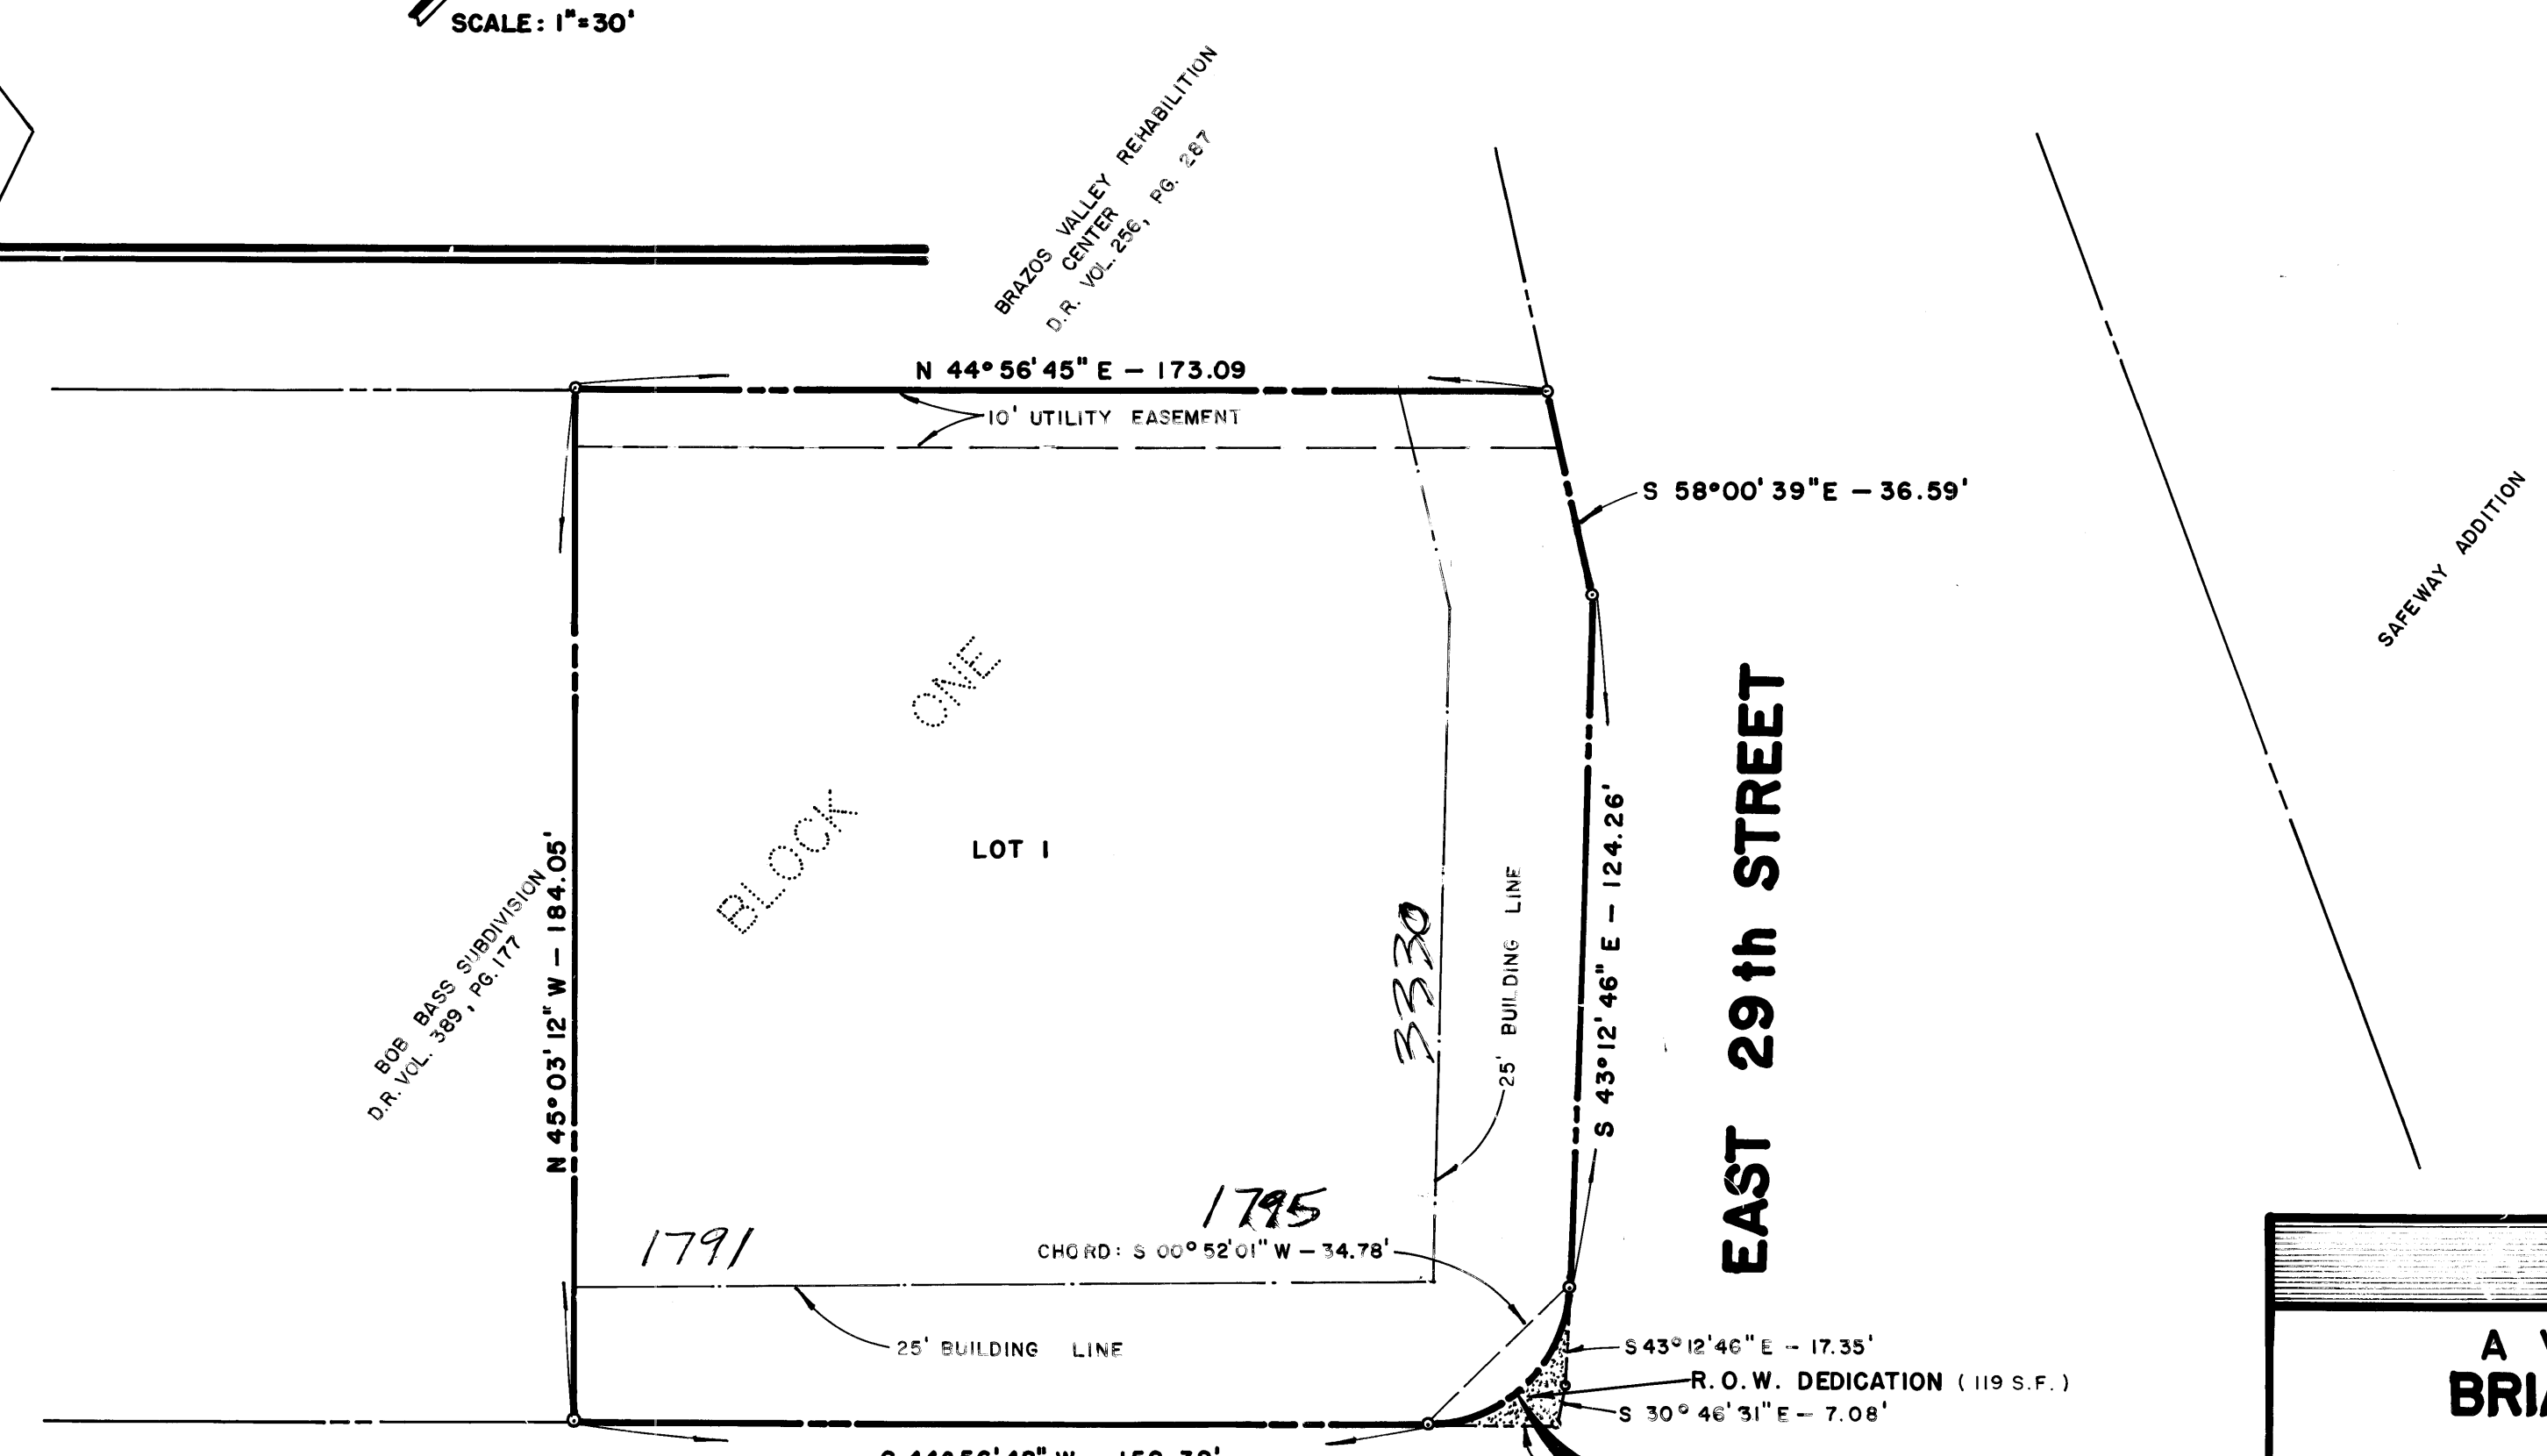 SCALE: 1"=30'
BRAZOS VALLEY REHABILITION
CENTER
D.R. VOL. 256, PG. 287
N 44° 56' 45" E — 173.09
10' UTILITY EASEMENT
S 58°00' 39"E — 36.59'
SAFEWAY ADDITION
BLOCK ONE
LOT 1
BOB BASS SUBDIVISION
D.R. VOL. 389, PG. 177
N 45° 03' 12" W — 184.05'
3330
25' BUILDING LINE
S 43° 12' 46" E — 124.26'
EAST 29th STREET
1795
1791
CHORD: S 00° 52' 01" W — 34.78'
25' BUILDING LINE
S 43° 12' 46" E — 17.35'
R.O.W. DEDICATION ( 119 S.F. )
S 30° 46' 31" E — 7.08'
A